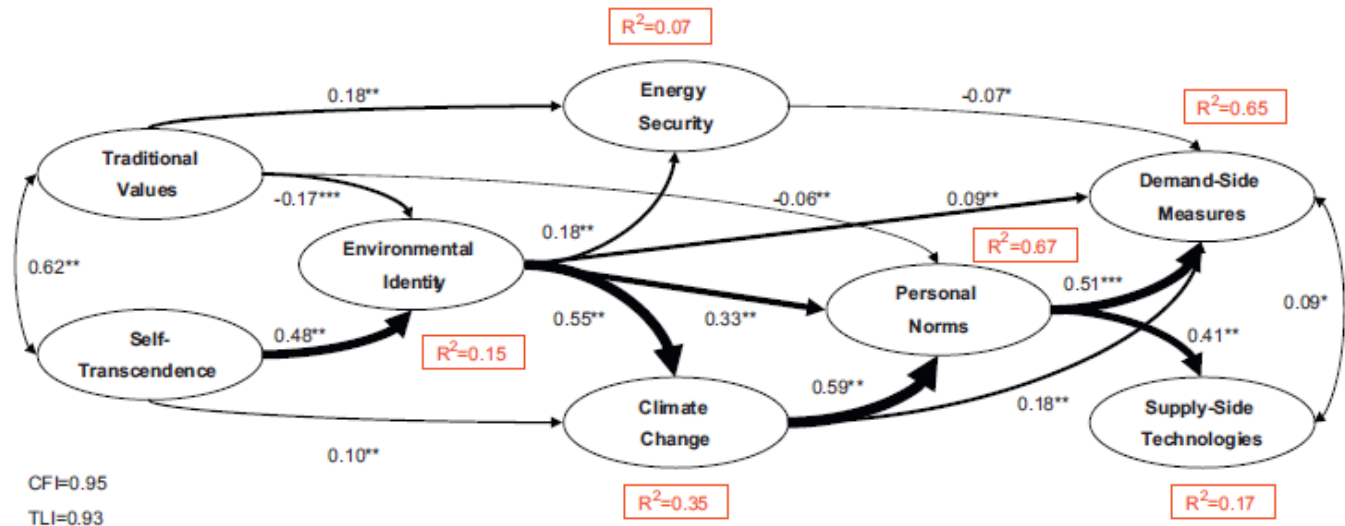 R²=0.07
0.18**
Energy
Security
-0.07*
R²=0.65
Traditional
Values
-0.17***
-0.06**
0.09**
Demand-Side
Measures
0.62**
Environmental
Identity
0.18**
R²=0.67
0.55**
0.33**
Personal
Norms
0.51***
0.09*
Self-
Transcendence
0.48**
R²=0.15
0.41**
0.59**
0.10**
Climate
Change
0.18**
Supply-Side
Technologies
CFI=0.95
TLI=0.93
R²=0.35
R²=0.17